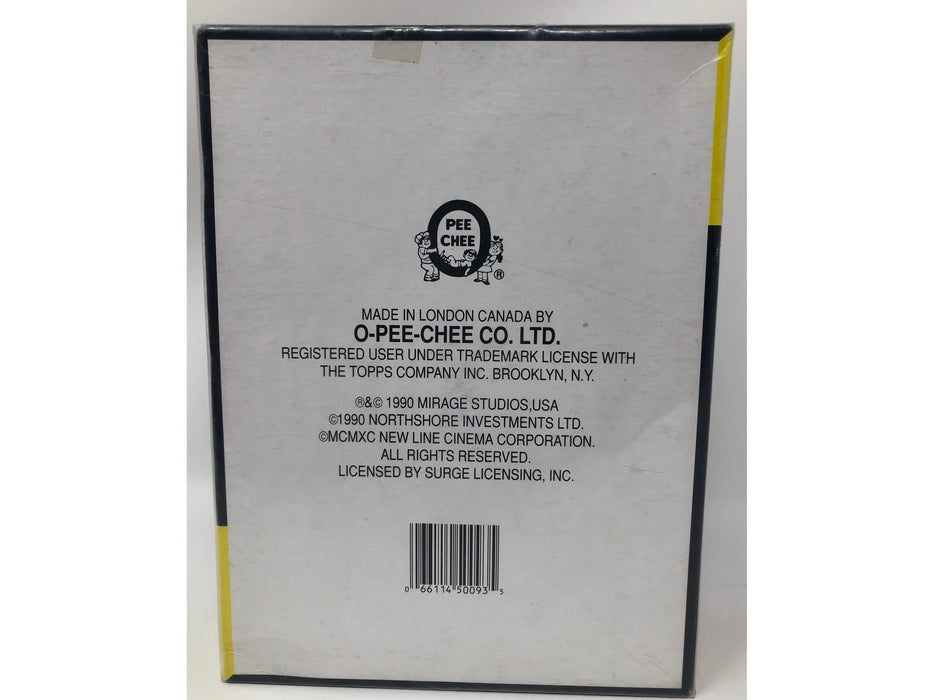 PEE
CHEE
®
MADE IN LONDON CANADA BY
O-PEE-CHEE CO. LTD.
REGISTERED USER UNDER TRADEMARK LICENSE WITH
THE TOPPS COMPANY INC. BROOKLYN, N.Y.
®&© 1990 MIRAGE STUDIOS,USA
©1990 NORTHSHORE INVESTMENTS LTD.
©MCMXC NEW LINE CINEMA CORPORATION.
ALL RIGHTS RESERVED.
LICENSED BY SURGE LICENSING, INC.
0 66114 50093 5